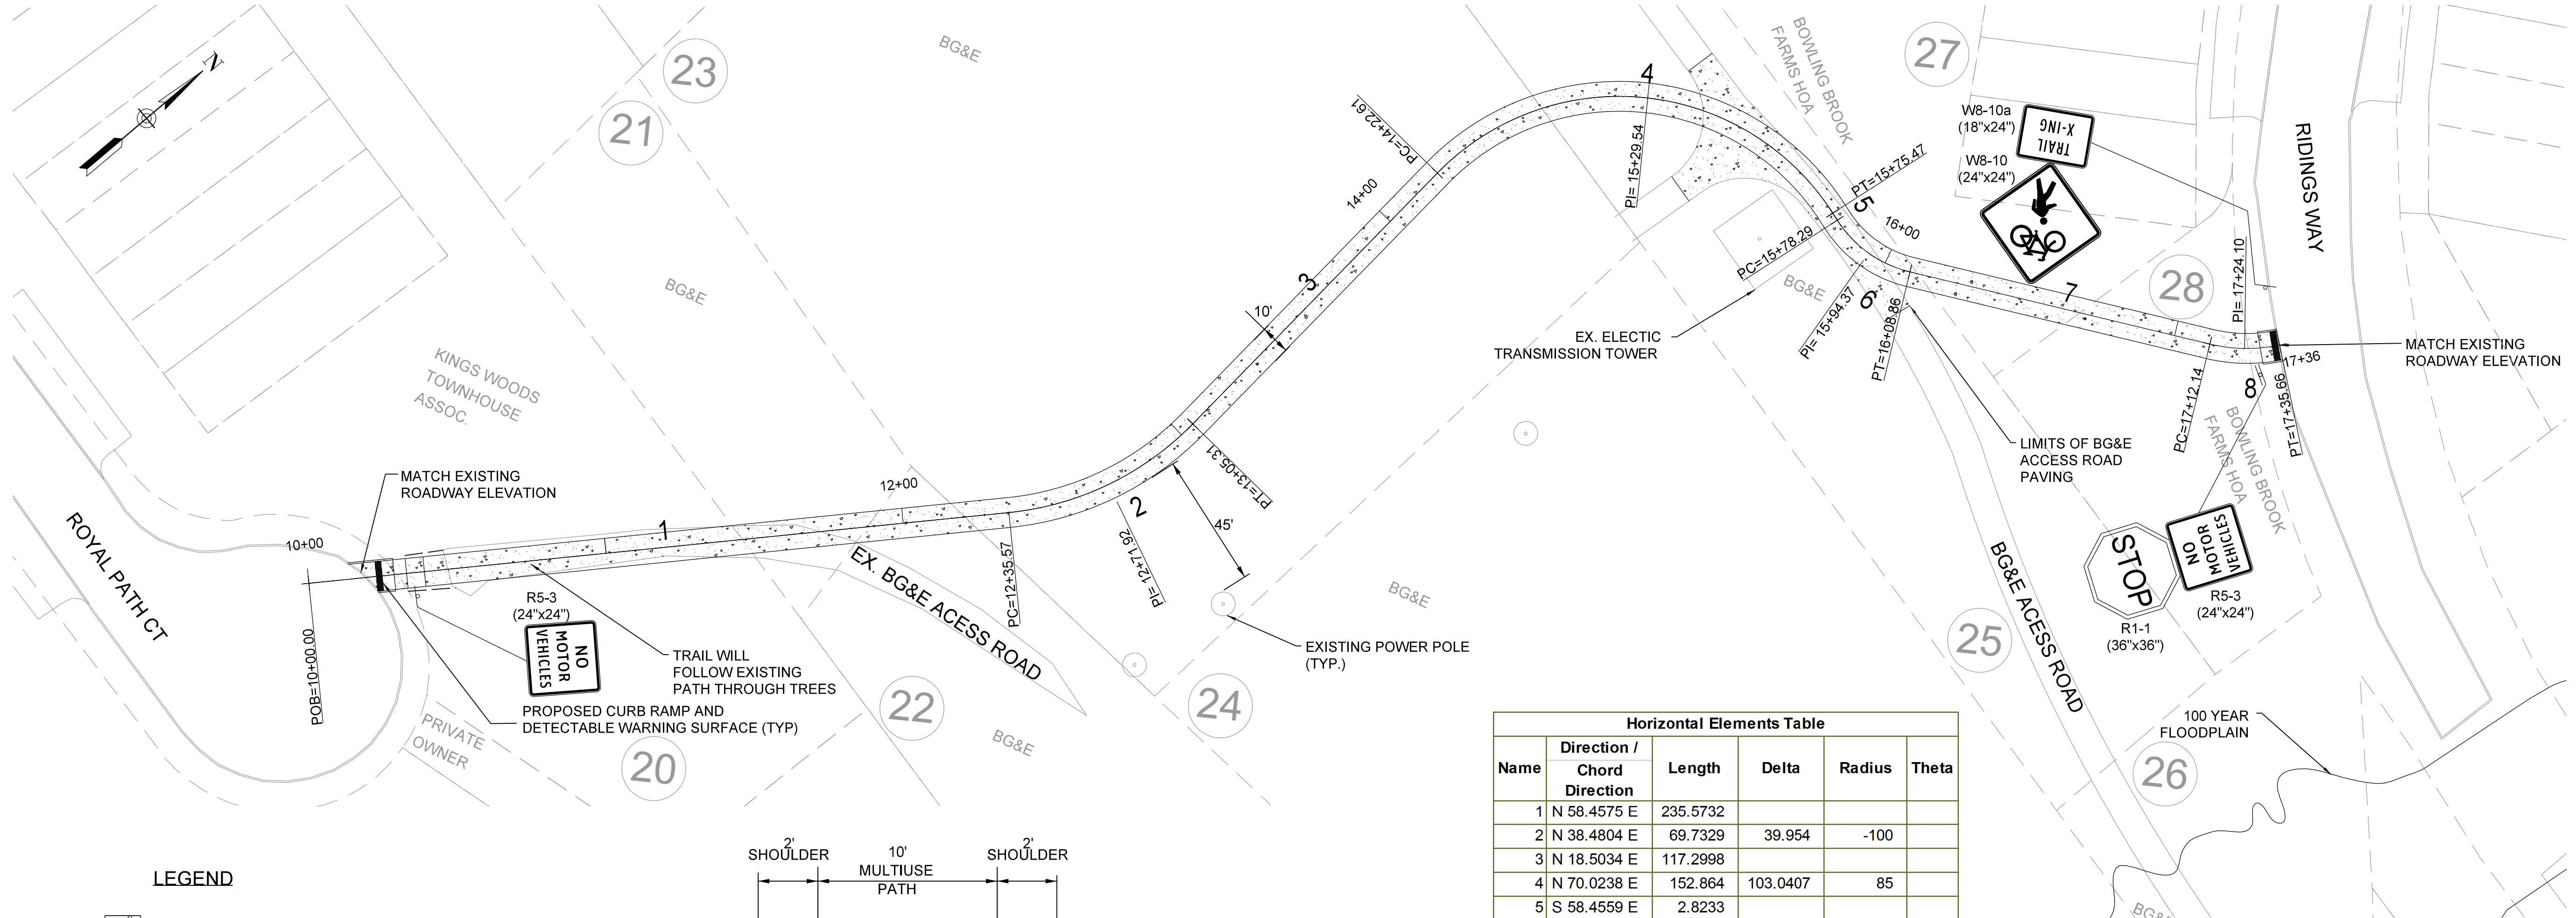 N
23
21
BG&E
BG&E
KINGS WOODS
TOWNHOUSE
ASSOC.
MATCH EXISTING
ROADWAY ELEVATION
ROYAL PATH CT
10+00
POB=10+00.00
1
R5-3
(24"x24")
NO
MOTOR
VEHICLES
TRAIL WILL
FOLLOW EXISTING
PATH THROUGH TREES
PROPOSED CURB RAMP AND
DETECTABLE WARNING SURFACE (TYP)
PRIVATE
OWNER
20
22
12+00
EX. BG&E ACESS ROAD
PC=12+35.57
BG&E
2
PI= 12+71.92
PT=13+05.31
45'
EXISTING POWER POLE
(TYP.)
24
BG&E
3
10'
14+00
PC=14+22.61
4
PI= 15+29.54
BOWLING BROOK
FARMS HOA
27
PT=15+75.47
5
PC=15+78.29
16+00
BG&E
EX. ELECTIC
TRANSMISSION TOWER
6
PI= 15+94.37
PT=16+08.86
W8-10a
(18"x24")
TRAIL
X-ING
W8-10
(24"x24")
7
28
RIDINGS WAY
PI= 17+24.10
MATCH EXISTING
ROADWAY ELEVATION
17+36
8
PC=17+12.14
PT=17+35.66
BOWLING BROOK
FARMS HOA
LIMITS OF BG&E
ACCESS ROAD
PAVING
STOP
NO
MOTOR
VEHICLES
R5-3
(24"x24")
R1-1
(36"x36")
25
BG&E ACESS ROAD
100 YEAR
FLOODPLAIN
26
BG&E
LEGEND
2'
SHOULDER
10'
MULTIUSE
PATH
2'
SHOULDER
Horizontal Elements Table
Name Direction / Chord Direction Length Delta Radius Theta
1 N 58.4575 E 235.5732
2 N 38.4804 E 69.7329 39.954 -100
3 N 18.5034 E 117.2998
4 N 70.0238 E 152.864 103.0407 85
5 S 58.4559 E 2.8233